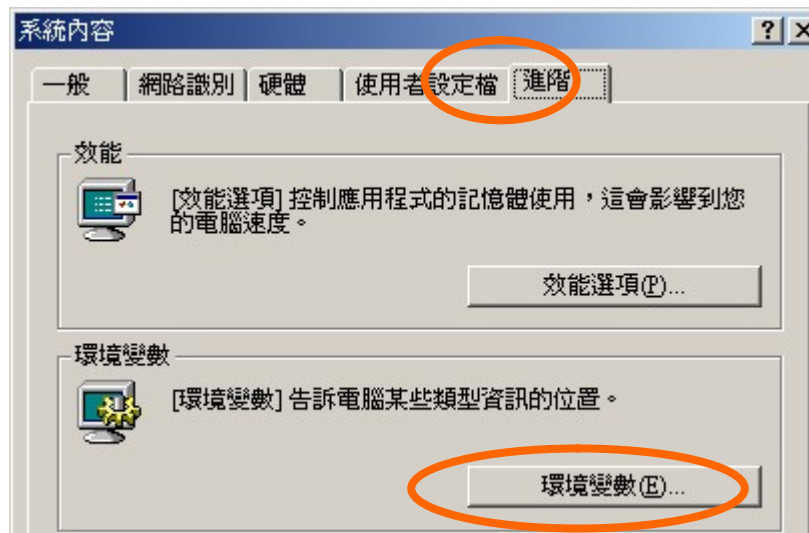 系統內容
一般 網路識別 硬體 使用者設定檔 進階
效能
[效能選項] 控制應用程式的記憶體使用，這會影響到您
的電腦速度。
效能選項(P)...
環境變數
[環境變數] 告訴電腦某些類型資訊的位置。
環境變數(E)...